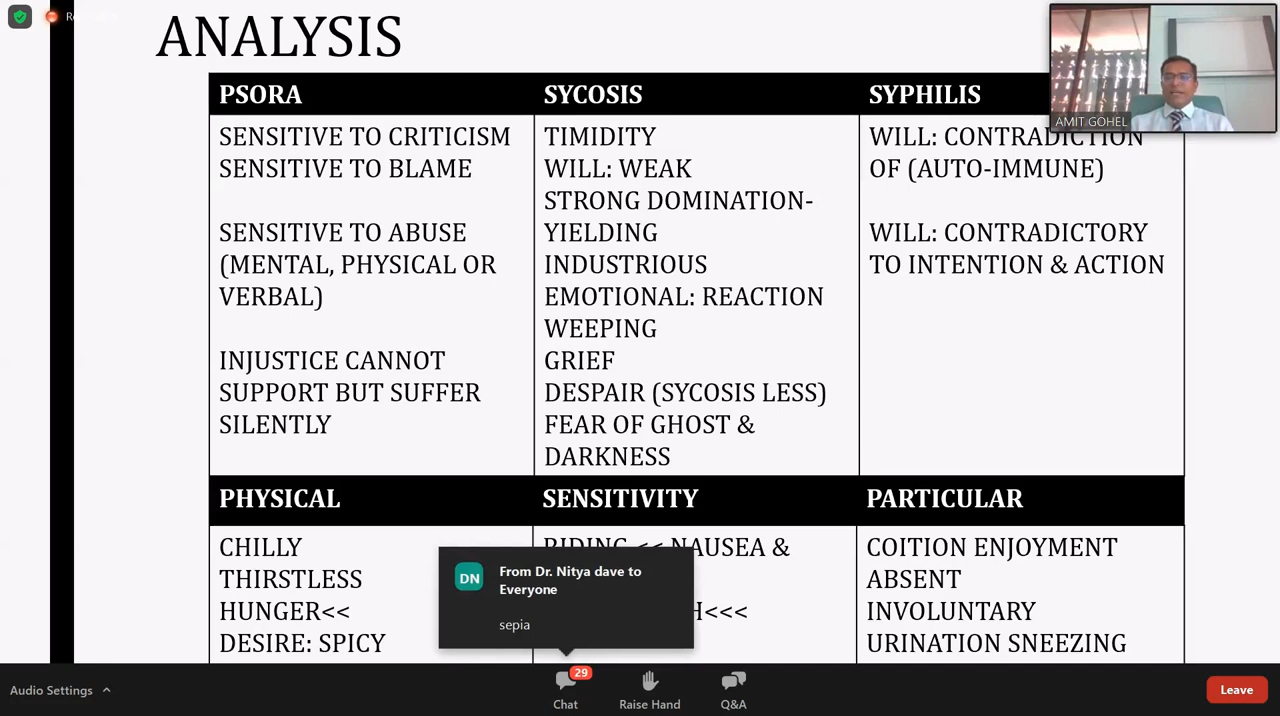 ANALYSIS
AMIT GOHEL
PSORA
SENSITIVE TO CRITICISM
SENSITIVE TO BLAME
SENSITIVE TO ABUSE
(MENTAL, PHYSICAL OR
VERBAL)
INJUSTICE CANNOT
SUPPORT BUT SUFFER
SILENTLY
SYCOSIS
TIMIDITY
WILL: WEAK
STRONG DOMINATION-
YIELDING
INDUSTRIOUS
EMOTIONAL: REACTION
WEEPING
GRIEF
DESPAIR (SYCOSIS LESS)
FEAR OF GHOST &
DARKNESS
SYPHILIS
WILL: CONTRADICTION
OF (AUTO-IMMUNE)
WILL: CONTRADICTORY
TO INTENTION & ACTION
PHYSICAL
CHILLY
THIRSTLESS
HUNGER<<
DESIRE: SPICY
SENSITIVITY
RIDING << NAUSEA &
H<<<
PARTICULAR
COITION ENJOYMENT
ABSENT
INVOLUNTARY
URINATION SNEEZING
DN
From Dr. Nitya dave to
Everyone
sepia
Audio Settings
29
Chat
Raise Hand
Q&A
Leave